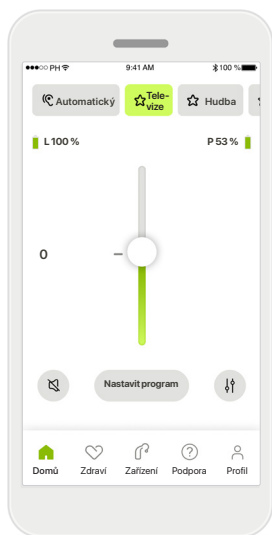 PH 9:41 AM 100 %
Automatický
Tele-
vize
Hudba
L 100 % P 53 %
0
Nastavit program
Domů Zdraví Zařízení Podpora Profil